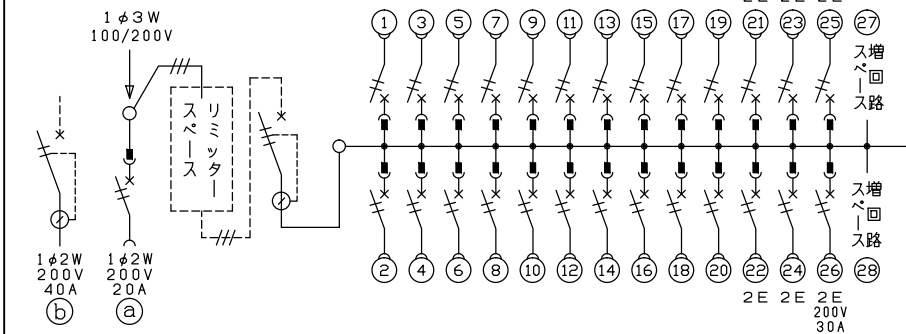 1φ3W
100/200V
リミッター
スペース
1φ2W
200V
40A
b
1φ2W
200V
20A
a
1 3 5 7 9 11 13 15 17 19 21 23 25 27
増回路
スペース
増回路
スペース
2 4 6 8 10 12 14 16 18 20 22 24 26 28
2E 2E 2E
200V
30A